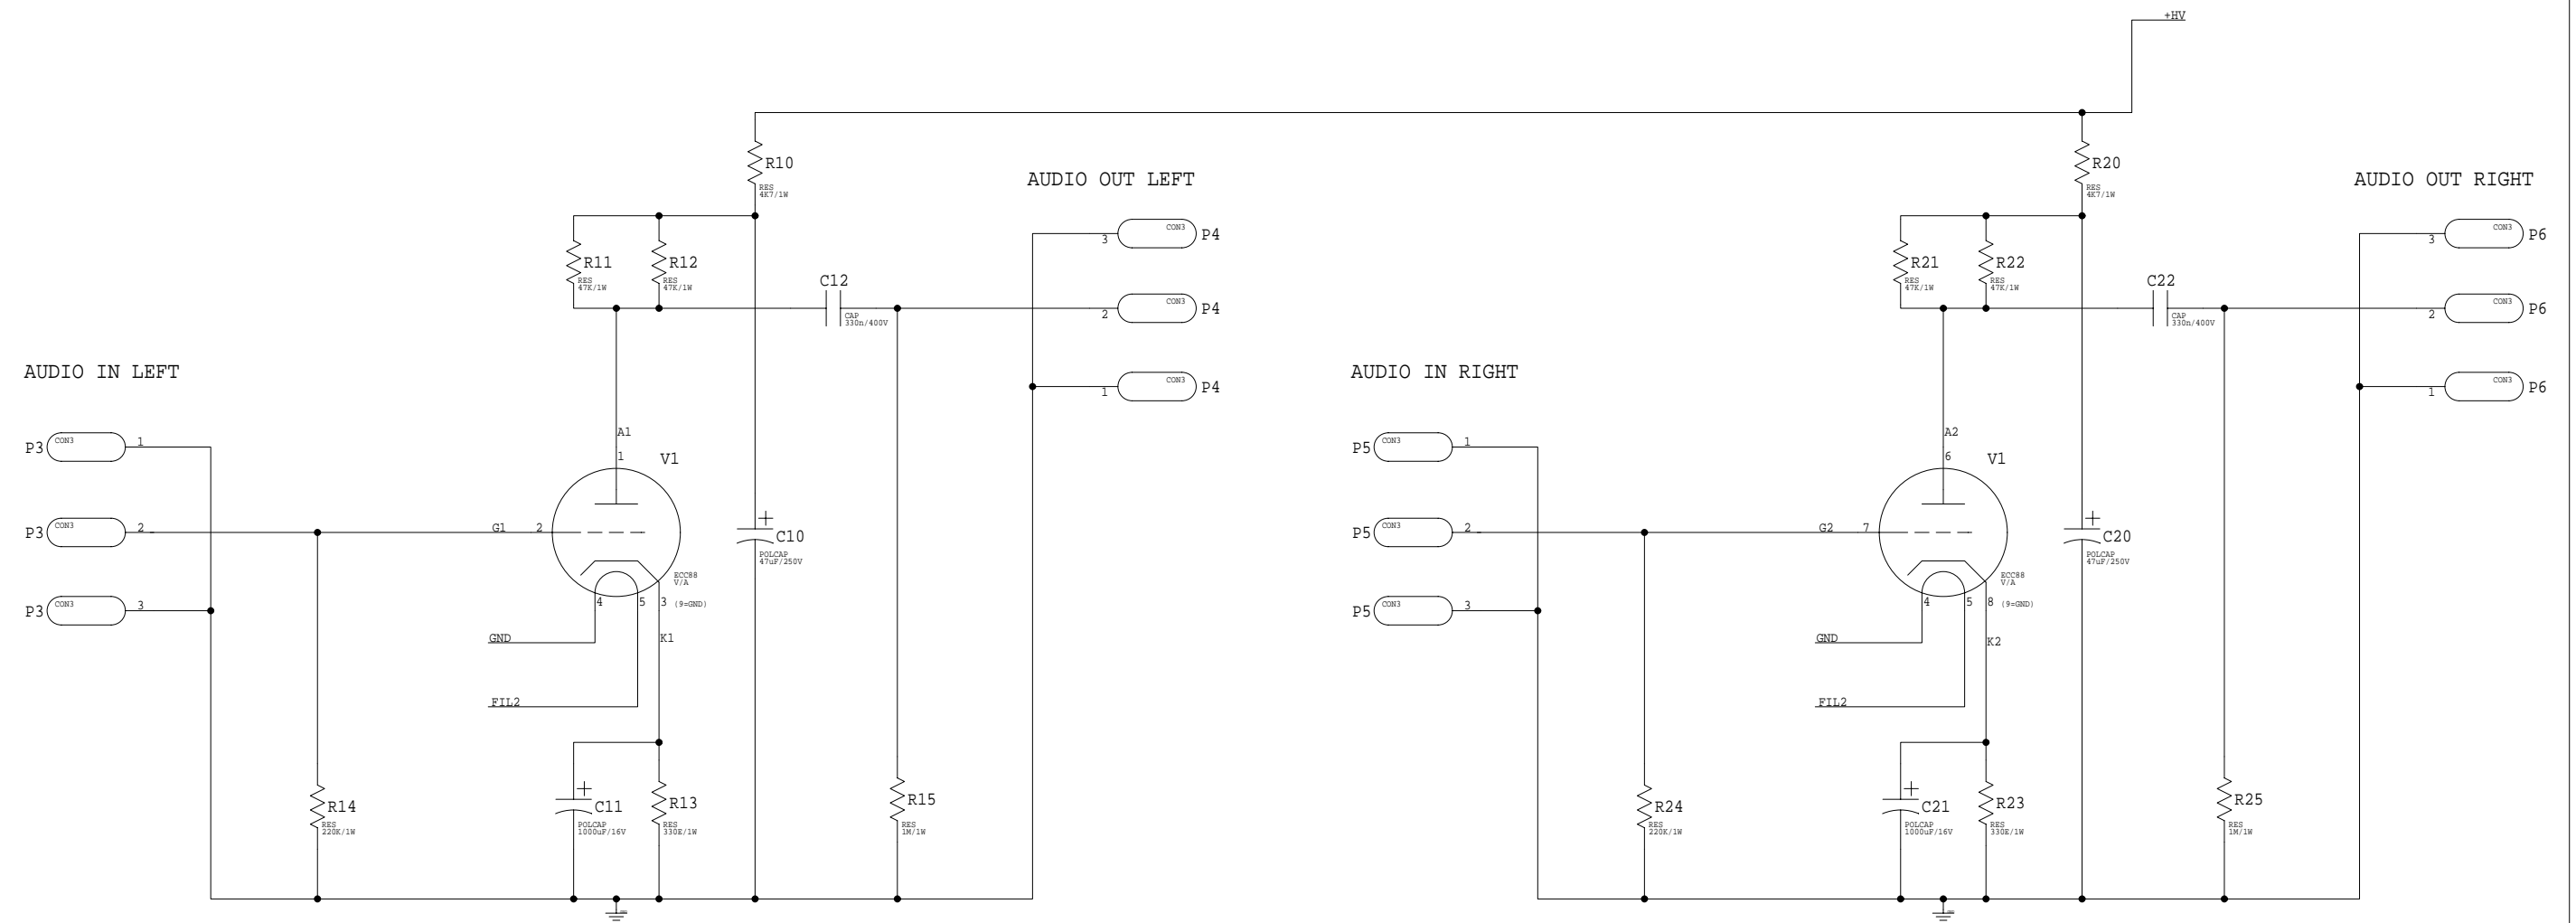 +HV
R10
RES
4K7/1W
AUDIO OUT LEFT
CON3
3
P4
R11
RES
47K/1W
R12
RES
47K/1W
C12
CAP
330n/400V
CON3
2
P4
CON3
1
P4
AUDIO IN LEFT
A1
1
V1
P3
CON3
1
P3
CON3
2
G1
2
C10
POLCAP
47uF/250V
ECC88
V/A
P3
CON3
3
4
5
3
(9=GND)
GND
K1
FIL2
R14
RES
220K/1W
C11
POLCAP
1000uF/16V
R13
RES
330E/1W
R15
RES
1M/1W
R20
RES
4K7/1W
AUDIO OUT RIGHT
CON3
3
P6
R21
RES
47K/1W
R22
RES
47K/1W
C22
CAP
330n/400V
CON3
2
P6
CON3
1
P6
AUDIO IN RIGHT
A2
6
V1
P5
CON3
1
P5
CON3
2
G2
7
C20
POLCAP
47uF/250V
ECC88
V/A
P5
CON3
3
4
5
8
(9=GND)
GND
K2
FIL2
R24
RES
220K/1W
C21
POLCAP
1000uF/16V
R23
RES
330E/1W
R25
RES
1M/1W